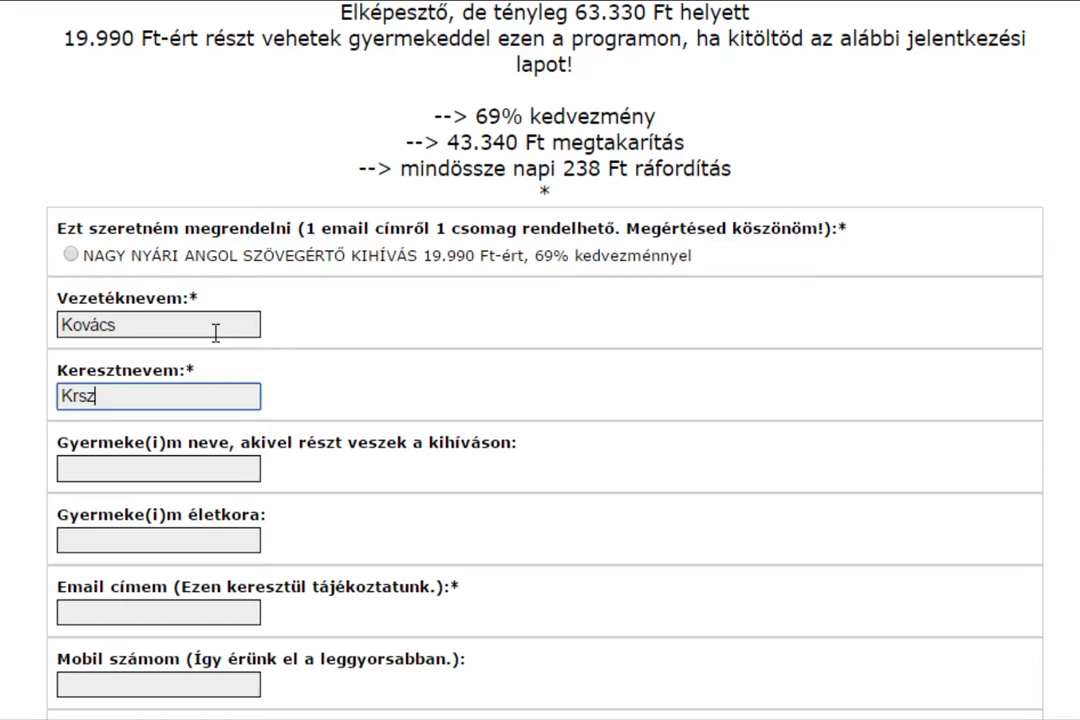 Elképesztő, de tényleg 63.330 Ft helyett
19.990 Ft-ért részt vehetek gyermekeddel ezen a programon, ha kitöltöd az alábbi jelentkezési
lapot!
--> 69% kedvezmény
--> 43.340 Ft megtakarítás
--> mindössze napi 238 Ft ráfordítás
*
Ezt szeretném megrendelni (1 email címről 1 csomag rendelhető. Megértésed köszönöm!):*
NAGY NYÁRI ANGOL SZÖVEGÉRTŐ KIHÍVÁS 19.990 Ft-ért, 69% kedvezménnyel
Vezetéknevem:*
Kovács
Keresztnevem:*
Krsz
Gyermeke(i)m neve, akivel részt veszek a kihíváson:
Gyermeke(i)m életkora:
Email címem (Ezen keresztül tájékoztatunk.):*
Mobil számom (Így érünk el a leggyorsabban.):